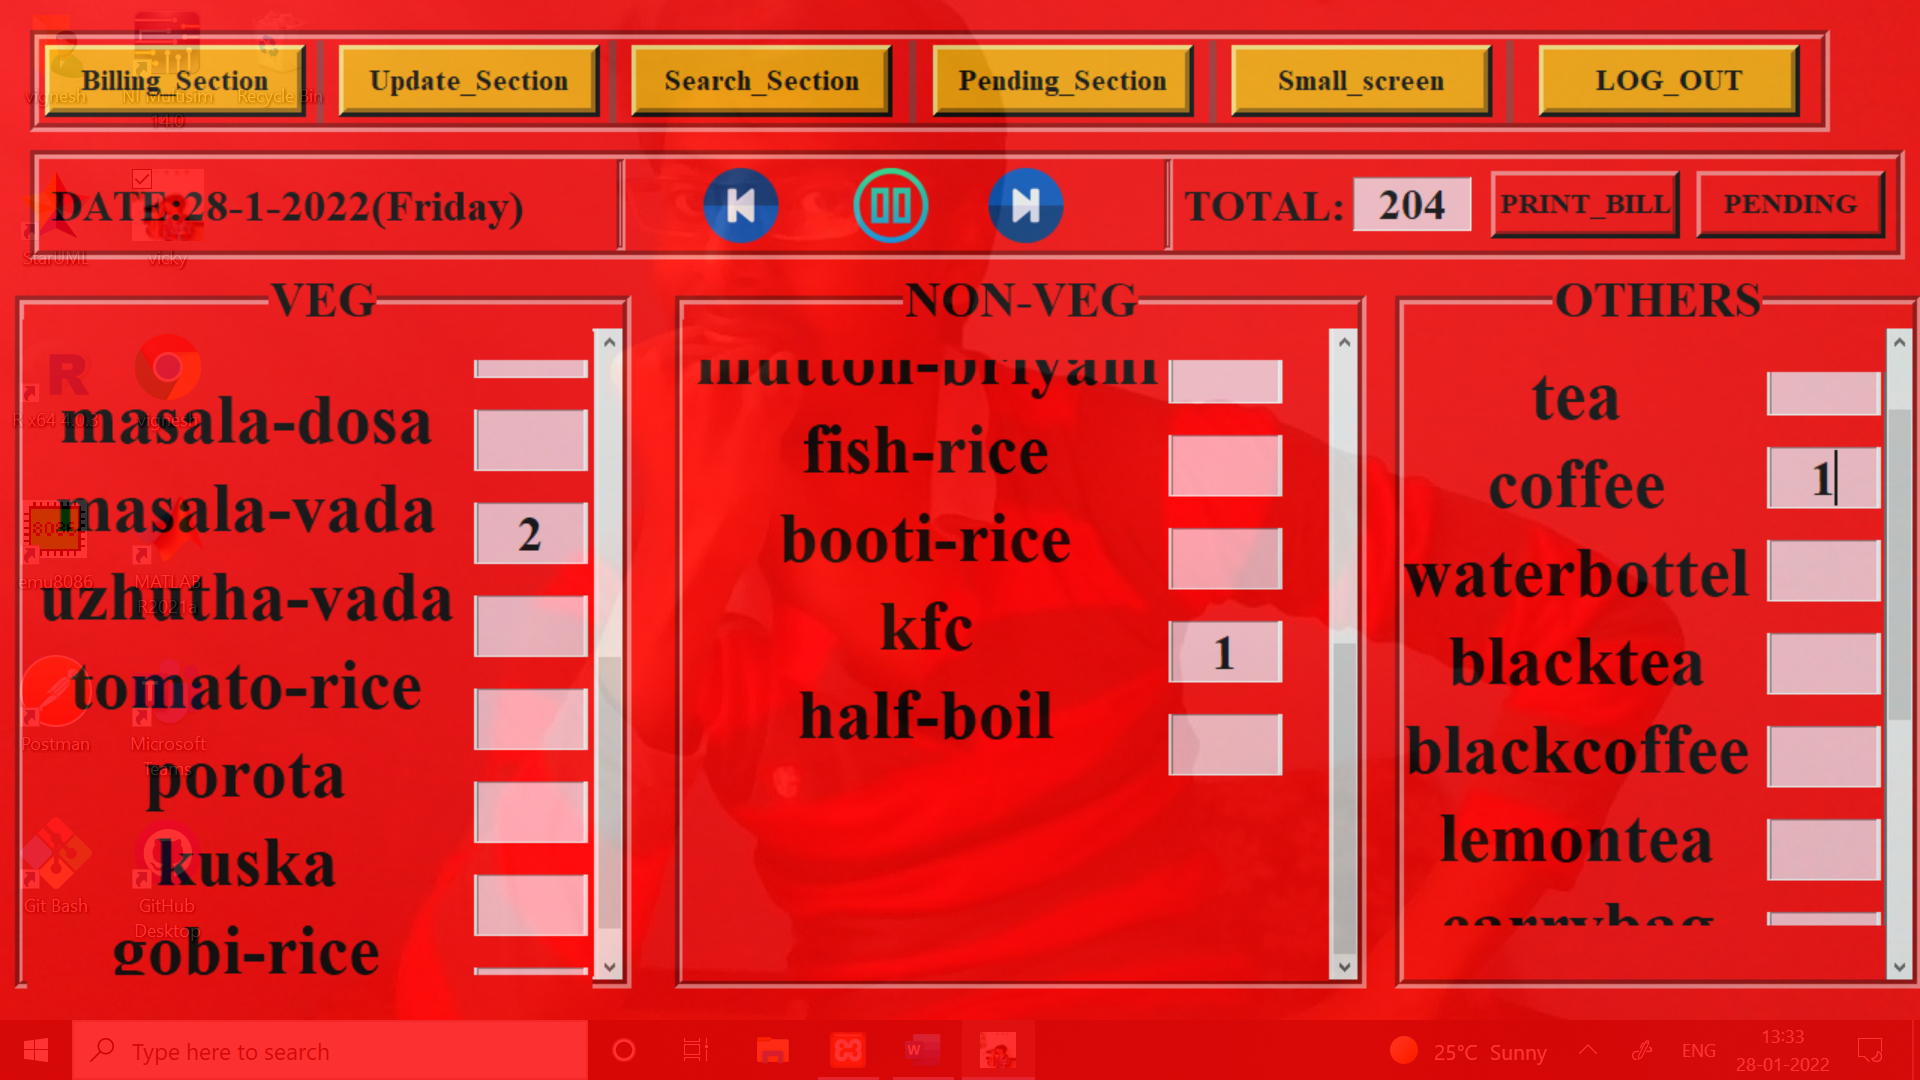 Billing_Section Update_Section Search_Section Pending_Section Small_screen LOG_OUT
vignesh NI Multisim 14.0 Recycle Bin
DATE:28-1-2022(Friday) TOTAL: 204 PRINT_BILL PENDING
StarUML vicky
VEG
masala-dosa
masala-vada 2
uzhutha-vada
tomato-rice
porota
kuska
gobi-rice
NON-VEG
mutton-briyani
fish-rice
booti-rice
kfc 1
half-boil
OTHERS
tea
coffee 1
waterbottel
blacktea
blackcoffee
lemontea
carrybag
R
R x64 4.0.3 vignesh
8086
emu8086 MATLAB R2021a
Postman Microsoft Teams
Git Bash GitHub Desktop
Type here to search
W
25°C Sunny ENG 13:33
28-01-2022